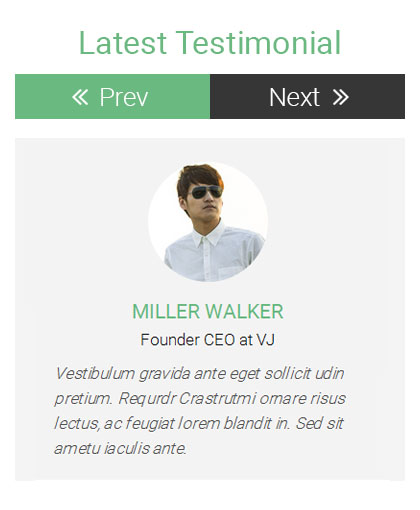 Latest Testimonial
« Prev
Next »
MILLER WALKER
Founder CEO at VJ
Vestibulum gravida ante eget sollicit udin
pretium. Requrdr Crastrutmi ornare risus
lectus, ac feugiat lorem blandit in. Sed sit
ametu iaculis ante.